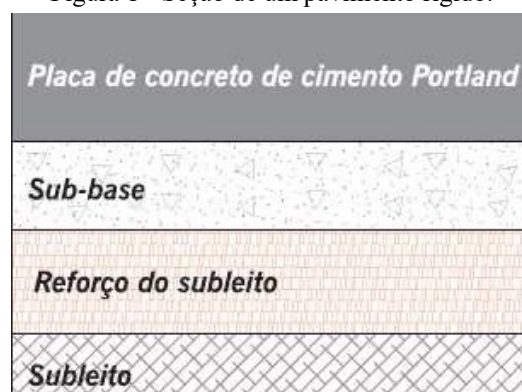 Placa de concreto de cimento Portland
Sub-base
Reforço do subleito
Subleito